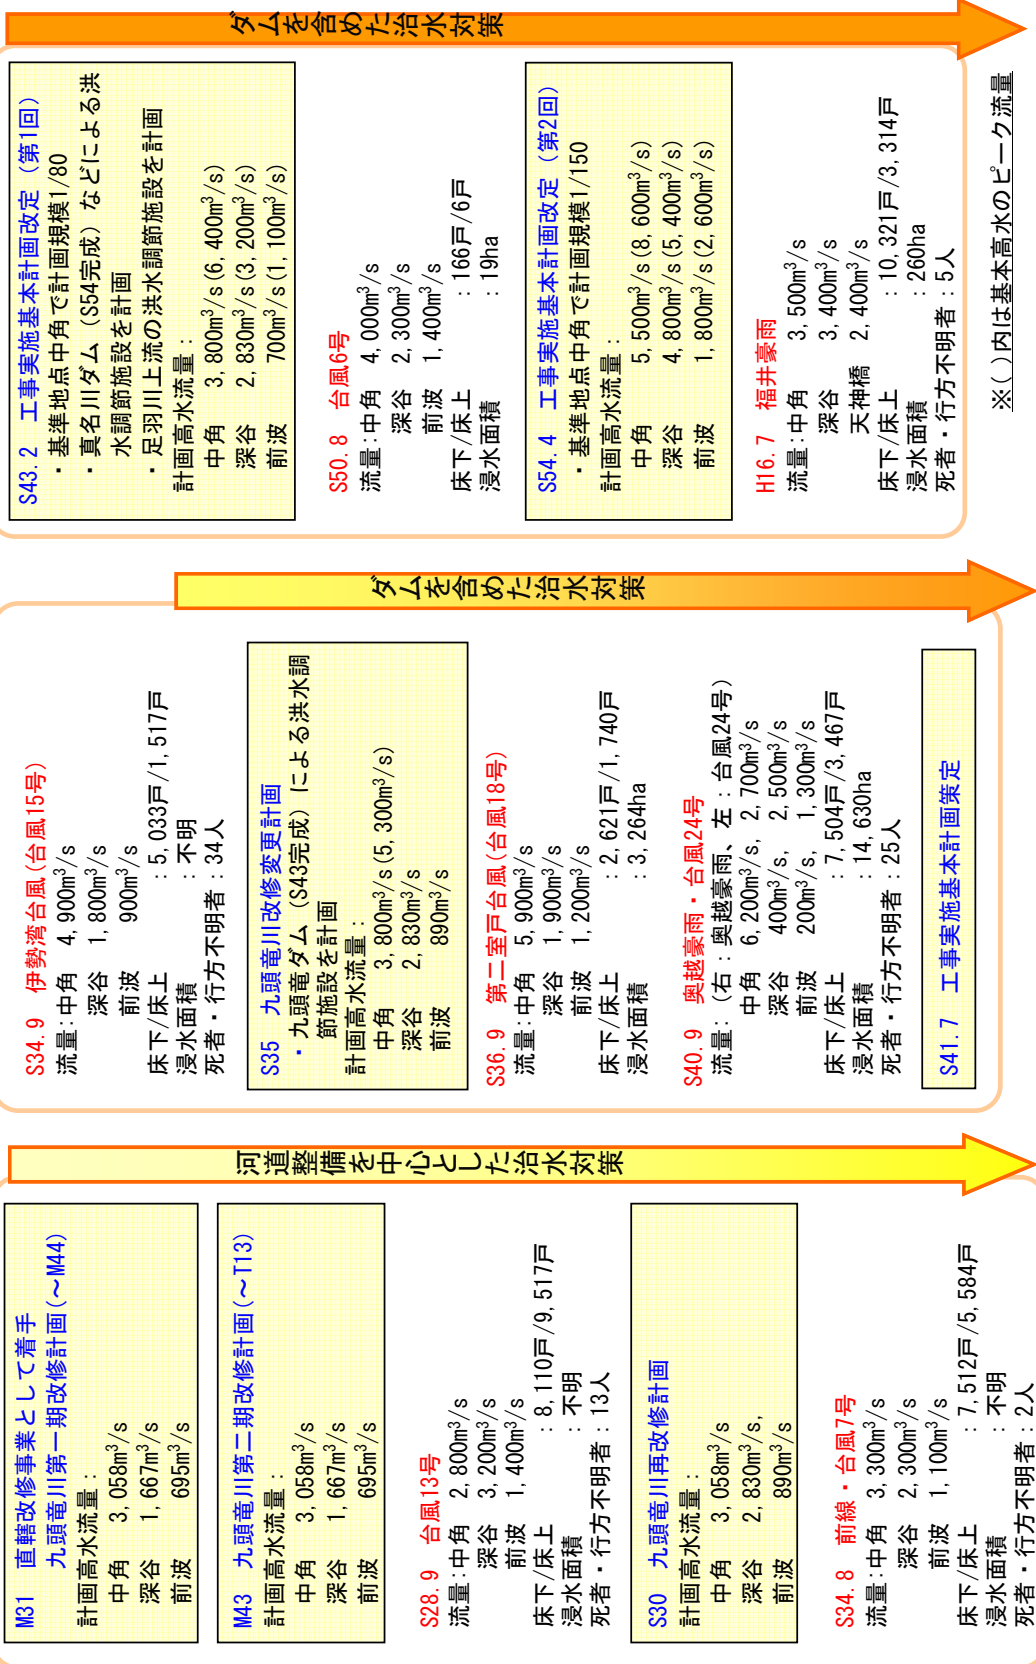 M31 直轄改修事業として着手
九頭竜川第一期改修計画(～M44)
計画高水流量：
中角 3,058m³/s
深谷 1,667m³/s
前波 695m³/s
M43 九頭竜川第二期改修計画(～T13)
計画高水流量：
中角 3,058m³/s
深谷 1,667m³/s
前波 695m³/s
S28.9 台風13号
流量:中角 2,800m³/s
深谷 3,200m³/s
前波 1,400m³/s
床下/床上 : 8,110戸/9,517戸
浸水面積 : 不明
死者・行方不明者:13人
S30 九頭竜川再改修計画
計画高水流量：
中角 3,058m³/s
深谷 2,830m³/s,
前波 890m³/s
S34.8 前線・台風7号
流量:中角 3,300m³/s
深谷 2,300m³/s
前波 1,100m³/s
床下/床上 : 7,512戸/5,584戸
浸水面積 : 不明
死者・行方不明者:2人
河道整備を中心とした治水対策
S34.9 伊勢湾台風(台風15号)
流量:中角 4,900m³/s
深谷 1,800m³/s
前波 900m³/s
床下/床上 : 5,033戸/1,517戸
浸水面積 : 不明
死者・行方不明者:34人
S35 九頭竜川改修変更計画
・九頭竜ダム（S43完成）による洪水調
節施設を計画
計画高水流量：
中角 3,800m³/s(5,300m³/s)
深谷 2,830m³/s
前波 890m³/s
S36.9 第二室戸台風(台風18号)
流量:中角 5,900m³/s
深谷 1,900m³/s
前波 1,200m³/s
床下/床上 : 2,621戸/1,740戸
浸水面積 : 3,264ha
S40.9 奥越豪雨・台風24号
流量:（右:奥越豪雨、左:台風24号）
中角 6,200m³/s, 2,700m³/s
深谷 400m³/s, 2,500m³/s
前波 200m³/s, 1,300m³/s
床下/床上 : 7,504戸/3,467戸
浸水面積 : 14,630ha
死者・行方不明者:25人
S41.7 工事実施基本計画策定
ダムを含めた治水対策
S43.2 工事実施基本計画改定（第1回）
・基準地点中角で計画規模1/80
・真名川ダム（S54完成）などによる洪
水調節施設を計画
・足羽川上流の洪水調節施設を計画
計画高水流量：
中角 3,800m³/s(6,400m³/s)
深谷 2,830m³/s(3,200m³/s)
前波 700m³/s(1,100m³/s)
S50.8 台風6号
流量:中角 4,000m³/s
深谷 2,300m³/s
前波 1,400m³/s
床下/床上 : 166戸/6戸
浸水面積 : 19ha
S54.4 工事実施基本計画改定（第2回）
・基準地点中角で計画規模1/150
計画高水流量：
中角 5,500m³/s(8,600m³/s)
深谷 4,800m³/s(5,400m³/s)
前波 1,800m³/s(2,600m³/s)
H16.7 福井豪雨
流量:中角 3,500m³/s
深谷 3,400m³/s
天神橋 2,400m³/s
床下/床上 : 10,321戸/3,314戸
浸水面積 : 260ha
死者・行方不明者:5人
ダムを含めた治水対策
※( )内は基本高水のピーク流量